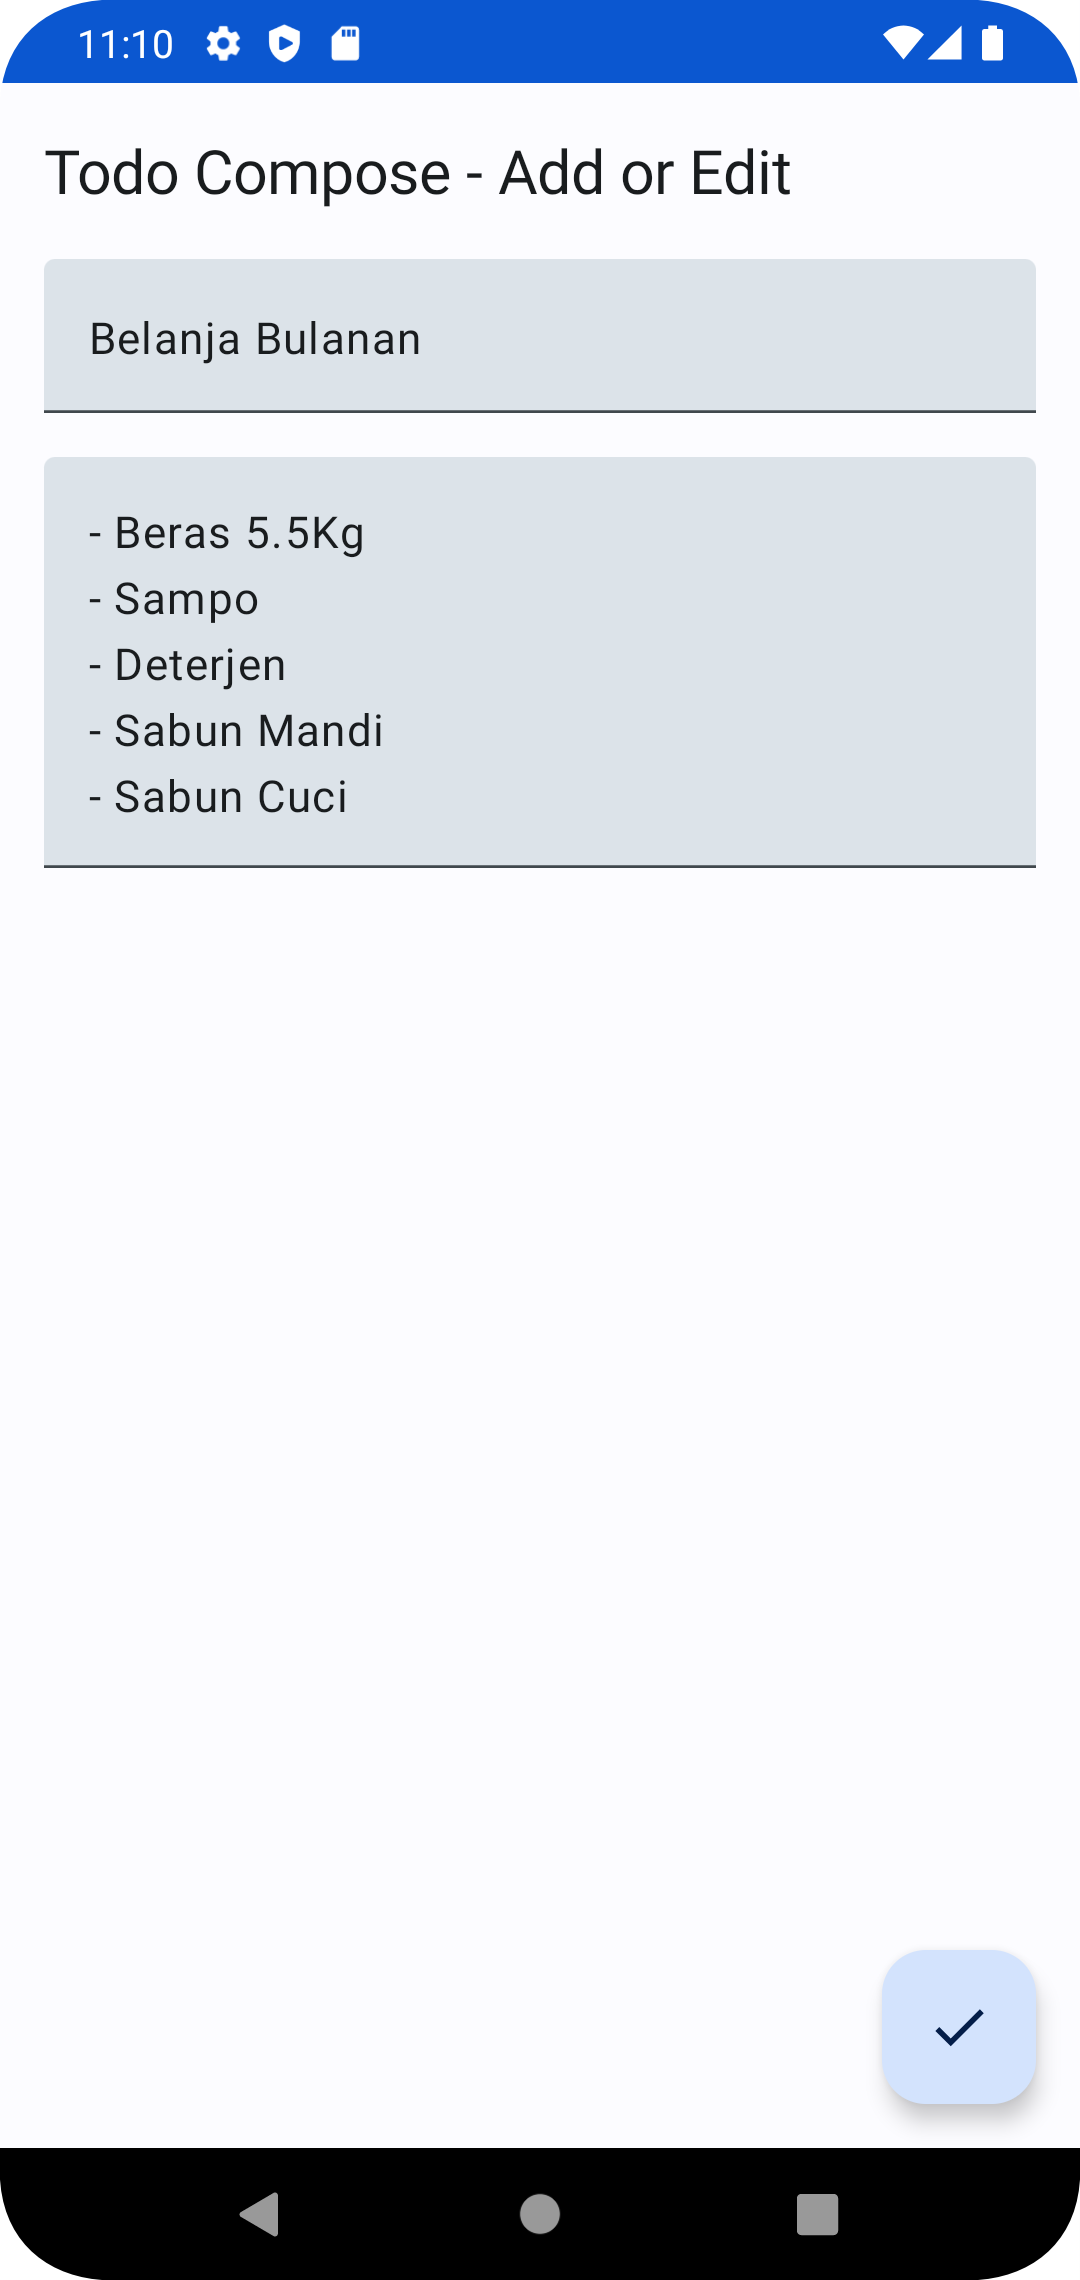 11:10
Todo Compose - Add or Edit
Belanja Bulanan
- Beras 5.5Kg
- Sampo
- Deterjen
- Sabun Mandi
- Sabun Cuci